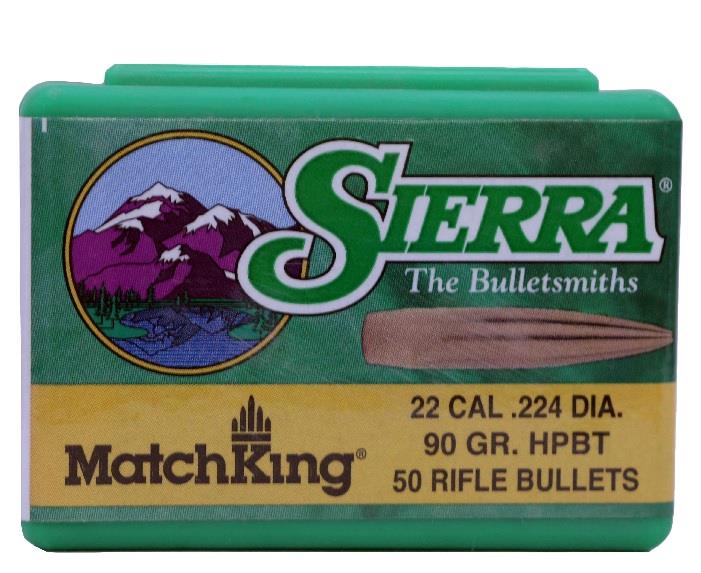 SIERRA®
The Bulletsmiths
MatchKing®
22 CAL .224 DIA.
90 GR. HPBT
50 RIFLE BULLETS